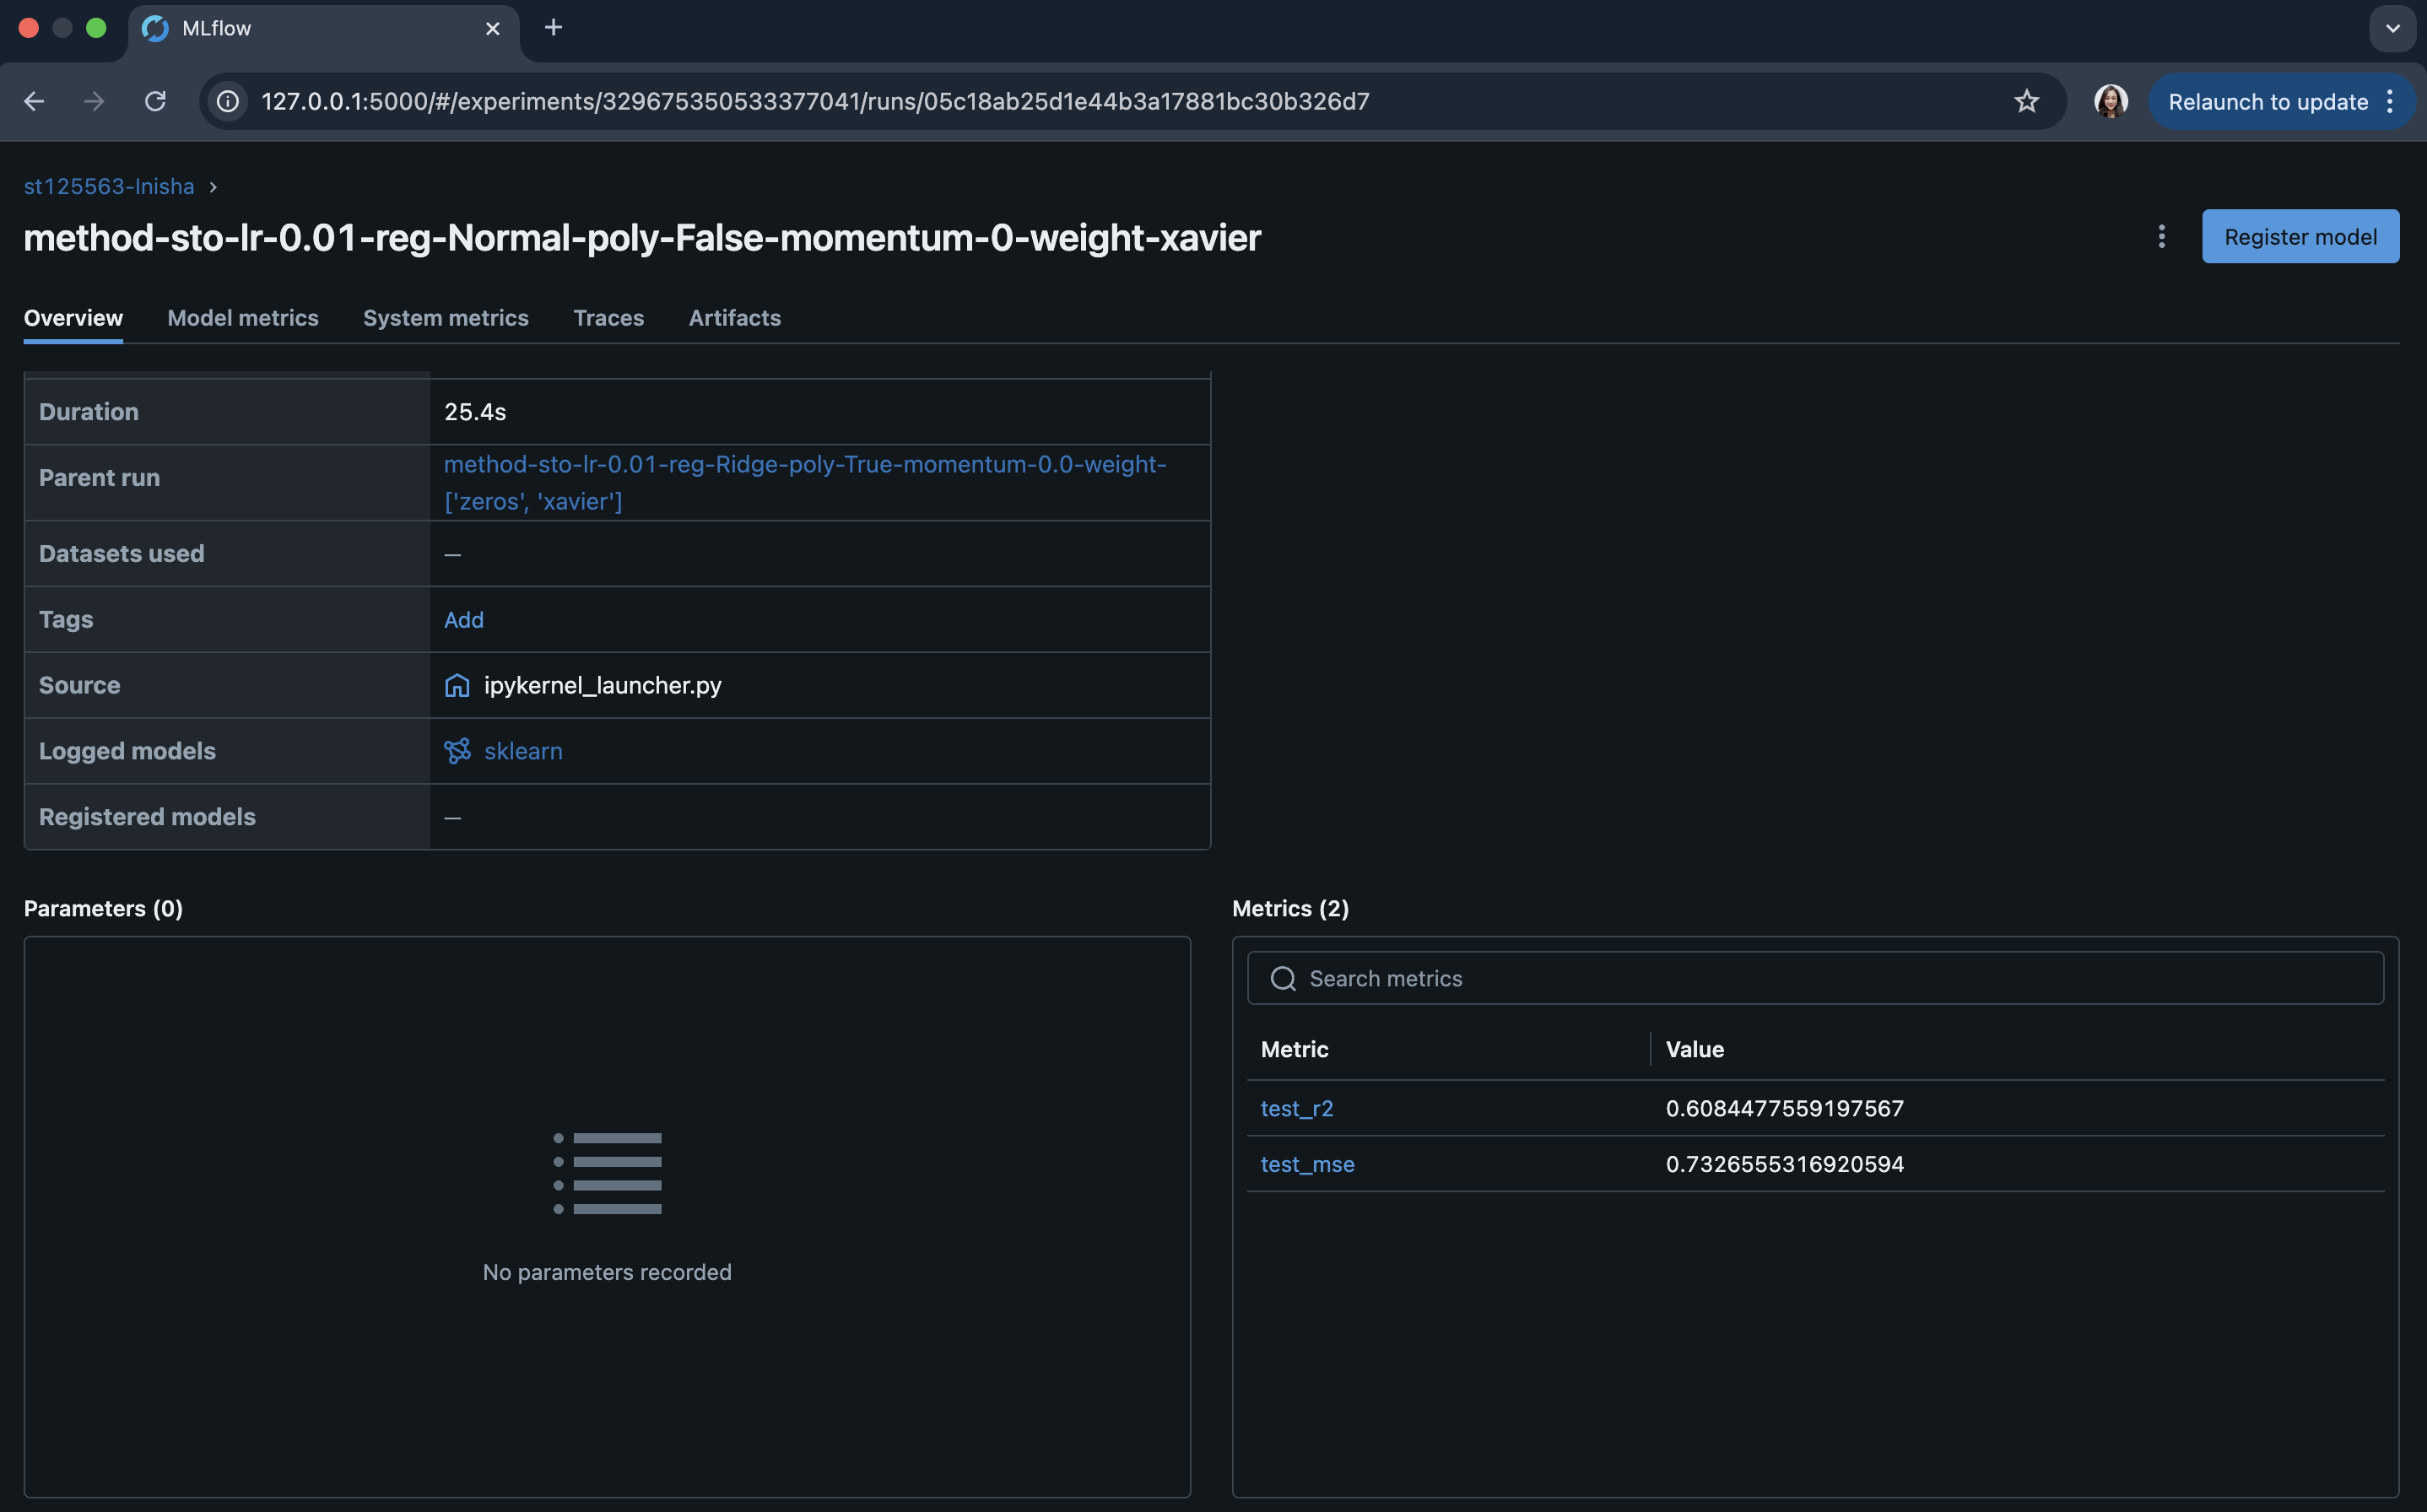 MLflow
127.0.0.1:5000/#/experiments/329675350533377041/runs/05c18ab25d1e44b3a17881bc30b326d7
Relaunch to update
st125563-Inisha
method-sto-lr-0.01-reg-Normal-poly-False-momentum-0-weight-xavier
Register model
Overview Model metrics System metrics Traces Artifacts
Duration 25.4s
Parent run method-sto-lr-0.01-reg-Ridge-poly-True-momentum-0.0-weight-
['zeros', 'xavier']
Datasets used —
Tags Add
Source ipykernel_launcher.py
Logged models sklearn
Registered models —
Parameters (0)
No parameters recorded
Metrics (2)
Search metrics
Metric Value
test_r2 0.6084477559197567
test_mse 0.7326555316920594